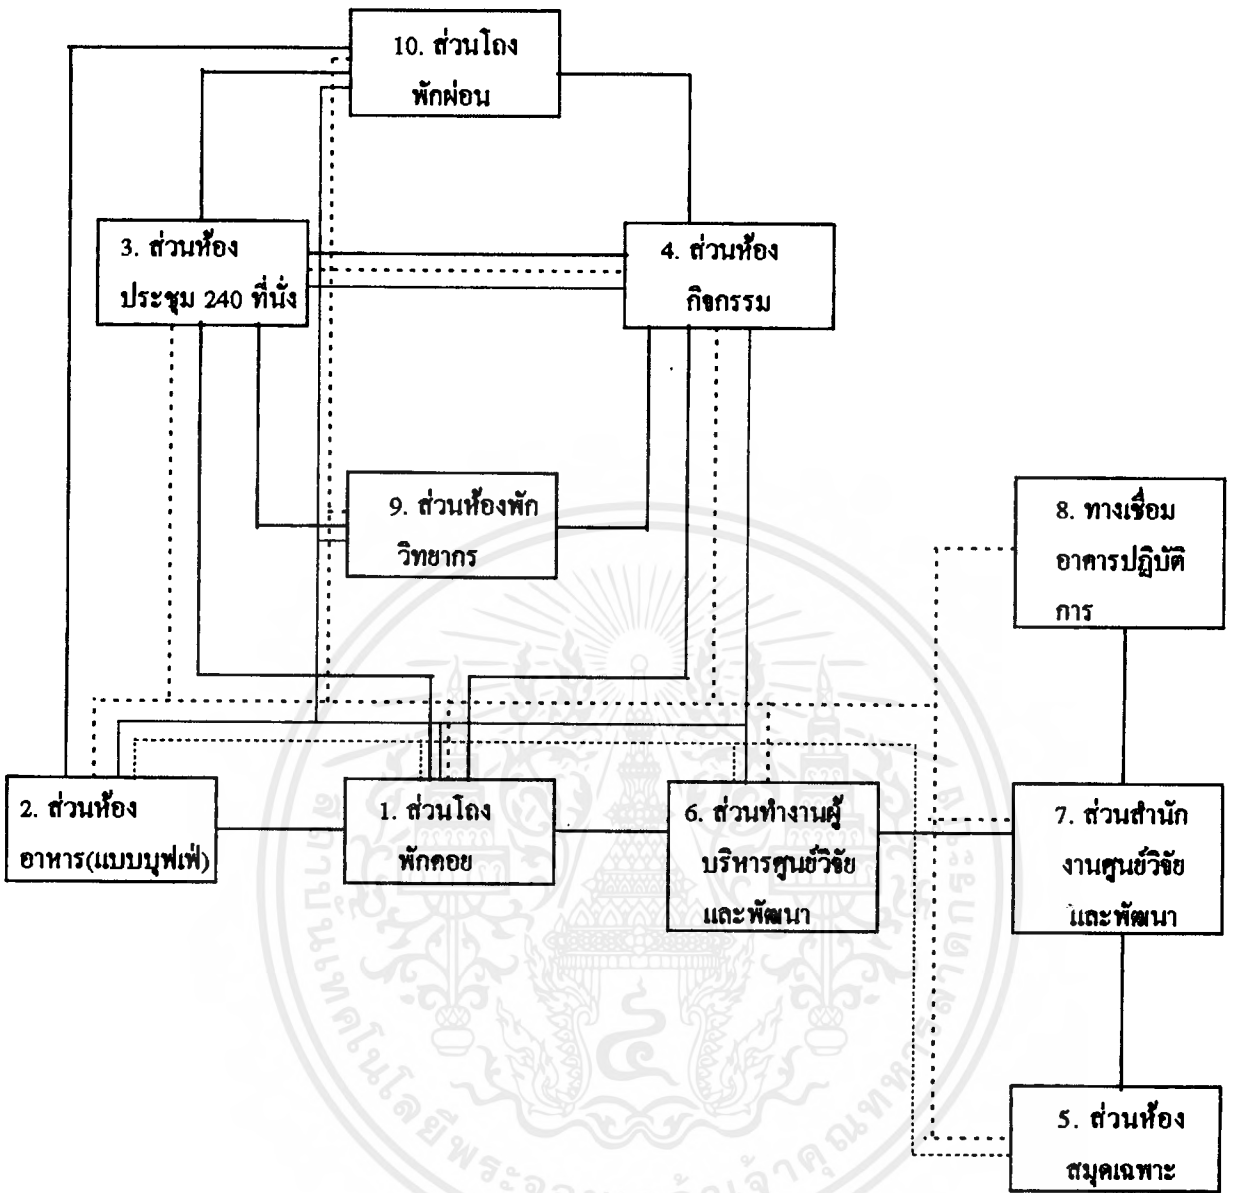 10. ส่วนโถง
พักผ่อน
3. ส่วนห้อง
ประชุม 240 ที่นั่ง
4. ส่วนห้อง
กิจกรรม
9. ส่วนห้องพัก
วิทยากร
8. ทางเชื่อม
อาคารปฏิบัติ
การ
2. ส่วนห้อง
อาหาร(แบบบุฟเฟ่)
1. ส่วนโถง
พักคอย
6. ส่วนทำงานผู้
บริหารศูนย์วิจัย
และพัฒนา
7. ส่วนสำนัก
งานศูนย์วิจัย
และพัฒนา
5. ส่วนห้อง
สมุดเฉพาะ